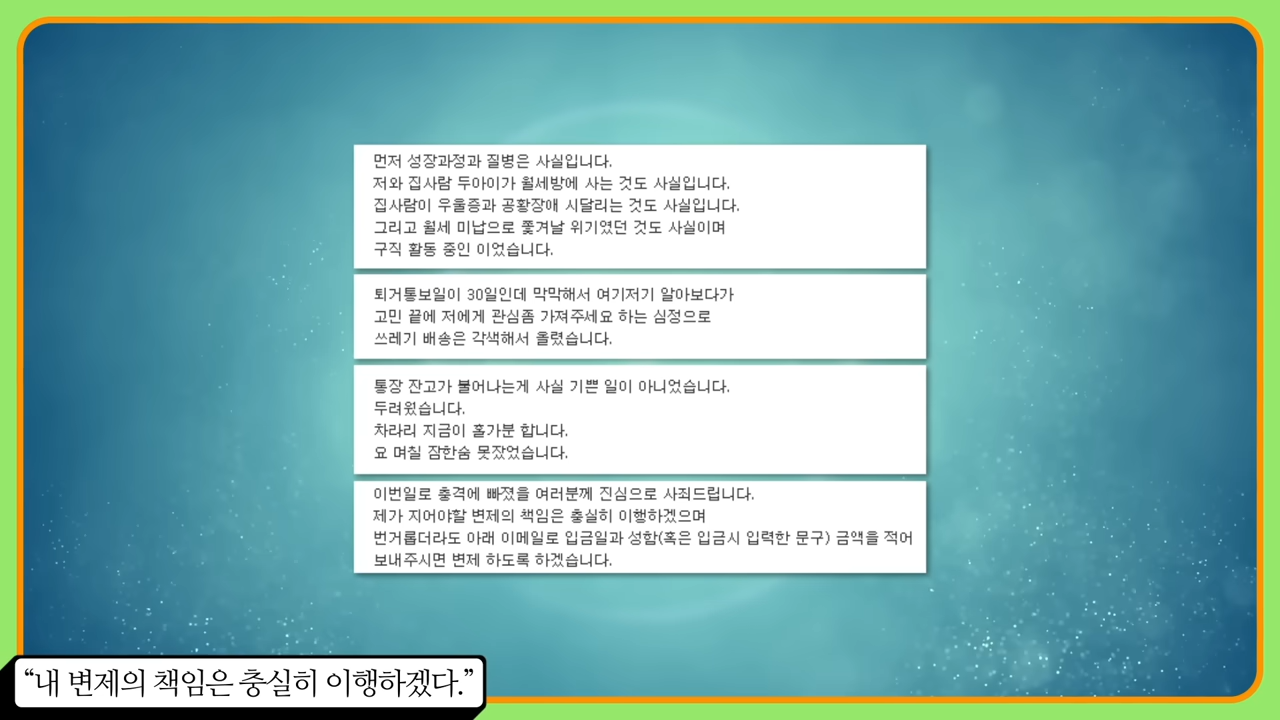 먼저 성장과정과 질병은 사실입니다.
저와 집사람 두아이가 월세방에 사는 것도 사실입니다.
집사람이 우울증과 공황장애 시달리는 것도 사실입니다.
그리고 월세 미납으로 쫓겨날 위기였던 것도 사실이며
구직 활동 중인 이었습니다.
퇴거통보일이 30일인데 막막해서 여기저기 알아보다가
고민 끝에 저에게 관심좀 가져주세요 하는 심정으로
쓰레기 배송은 각색해서 올렸습니다.
통장 잔고가 불어나는게 사실 기쁜 일이 아니었습니다.
두려웠습니다.
차라리 지금이 홀가분 합니다.
요 며칠 잠한숨 못잤었습니다.
이번일로 충격에 빠졌을 여러분께 진심으로 사죄드립니다.
제가 지어야할 변제의 책임은 충실히 이행하겠으며
번거롭더라도 아래 이메일로 입금일과 성함(혹은 입금시 입력한 문구) 금액을 적어
보내주시면 변제 하도록 하겠습니다.
“내 변제의 책임은 충실히 이행하겠다.”